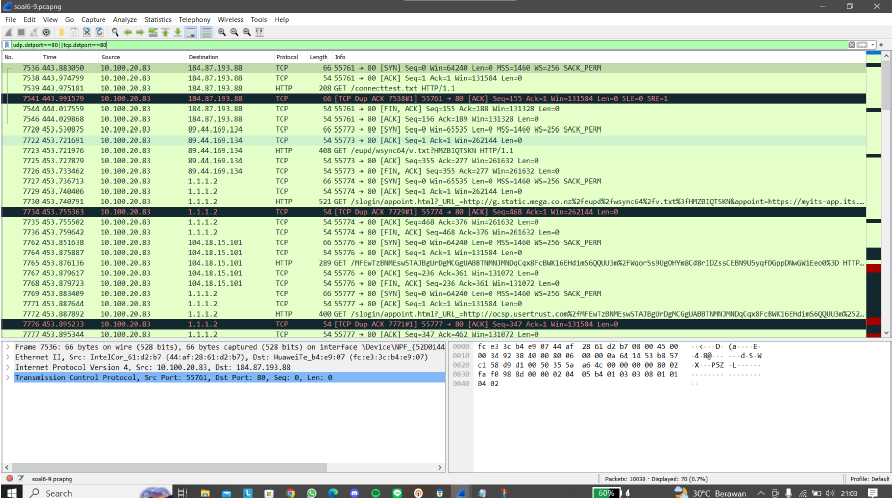 soal6-9.pcapng
File Edit View Go Capture Analyze Statistics Telephony Wireless Tools Help
udp.dstport==80||tcp.dstport==80
No. Time Source Destination Protocol Length Info
7536 443.883050 10.100.20.83 184.87.193.88 TCP 66 55761 → 80 [SYN] Seq=0 Win=64240 Len=0 MSS=1460 WS=256 SACK_PERM
7538 443.974799 10.100.20.83 184.87.193.88 TCP 54 55761 → 80 [ACK] Seq=1 Ack=1 Win=131584 Len=0
7539 443.975181 10.100.20.83 184.87.193.88 HTTP 208 GET /connecttest.txt HTTP/1.1
7541 443.991579 10.100.20.83 184.87.193.88 TCP 66 [TCP Dup ACK 7538#1] 55761 → 80 [ACK] Seq=155 Ack=1 Win=131584 Len=0 SLE=0 SRE=1
7544 444.017559 10.100.20.83 184.87.193.88 TCP 54 55761 → 80 [FIN, ACK] Seq=155 Ack=188 Win=131328 Len=0
7546 444.029868 10.100.20.83 184.87.193.88 TCP 54 55761 → 80 [ACK] Seq=156 Ack=189 Win=131328 Len=0
7720 453.530875 10.100.20.83 89.44.169.134 TCP 66 55773 → 80 [SYN] Seq=0 Win=65535 Len=0 MSS=1460 WS=256 SACK_PERM
7722 453.721691 10.100.20.83 89.44.169.134 TCP 54 55773 → 80 [ACK] Seq=1 Ack=1 Win=262144 Len=0
7723 453.721976 10.100.20.83 89.44.169.134 HTTP 408 GET /eupd/wsync64/v.txt?HMZBIQTSKN HTTP/1.1
7725 453.727879 10.100.20.83 89.44.169.134 TCP 54 55773 → 80 [ACK] Seq=355 Ack=277 Win=261632 Len=0
7726 453.733462 10.100.20.83 89.44.169.134 TCP 54 55773 → 80 [FIN, ACK] Seq=355 Ack=277 Win=261632 Len=0
7727 453.736713 10.100.20.83 1.1.1.2 TCP 66 55774 → 80 [SYN] Seq=0 Win=65535 Len=0 MSS=1460 WS=256 SACK_PERM
7729 453.740406 10.100.20.83 1.1.1.2 TCP 54 55774 → 80 [ACK] Seq=1 Ack=1 Win=262144 Len=0
7730 453.740791 10.100.20.83 1.1.1.2 HTTP 521 GET /slogin/appoint.html?_URL_=http://g.static.mega.co.nz%2feupd%2fwsync64%2fv.txt%3fHMZBIQTSKN&appoint=https://myits-app.its....
7734 453.755363 10.100.20.83 1.1.1.2 TCP 54 [TCP Dup ACK 7729#1] 55774 → 80 [ACK] Seq=468 Ack=1 Win=262144 Len=0
7735 453.755502 10.100.20.83 1.1.1.2 TCP 54 55774 → 80 [ACK] Seq=468 Ack=376 Win=261632 Len=0
7736 453.759642 10.100.20.83 1.1.1.2 TCP 54 55774 → 80 [FIN, ACK] Seq=468 Ack=376 Win=261632 Len=0
7762 453.851638 10.100.20.83 104.18.15.101 TCP 66 55776 → 80 [SYN] Seq=0 Win=64240 Len=0 MSS=1460 WS=256 SACK_PERM
7764 453.875887 10.100.20.83 104.18.15.101 TCP 54 55776 → 80 [ACK] Seq=1 Ack=1 Win=131584 Len=0
7765 453.876136 10.100.20.83 104.18.15.101 HTTP 289 GET
7767 453.879617 10.100.20.83 104.18.15.101 TCP 54 55776 → 80 [ACK] Seq=236 Ack=361 Win=131072 Len=0
7768 453.879723 10.100.20.83 104.18.15.101 TCP 54 55776 → 80 [FIN, ACK] Seq=236 Ack=361 Win=131072 Len=0
7769 453.883409 10.100.20.83 1.1.1.2 TCP 66 55777 → 80 [SYN] Seq=0 Win=64240 Len=0 MSS=1460 WS=256 SACK_PERM
7771 453.887644 10.100.20.83 1.1.1.2 TCP 54 55777 → 80 [ACK] Seq=1 Ack=1 Win=131584 Len=0
7772 453.887892 10.100.20.83 1.1.1.2 HTTP 400 GET
7776 453.895233 10.100.20.83 1.1.1.2 TCP 54 [TCP Dup ACK 7771#1] 55777 → 80 [ACK] Seq=347 Ack=1 Win=131584 Len=0
7777 453.895344 10.100.20.83 1.1.1.2 TCP 54 55777 → 80 [ACK] Seq=347 Ack=462 Win=131072 Len=0
Frame 7536: 66 bytes on wire (528 bits), 66 bytes captured (528 bits) on interface \Device\NPF_{52D0144
Ethernet II, Src: IntelCor_61:d2:b7 (44:af:28:61:d2:b7), Dst: HuaweiTe_b4:e9:07 (fc:e3:3c:b4:e9:07)
Internet Protocol Version 4, Src: 10.100.20.83, Dst: 184.87.193.88
Transmission Control Protocol, Src Port: 55761, Dst Port: 80, Seq: 0, Len: 0
0000 fc e3 3c b4 e9 07 44 af 28 61 d2 b7 08 00 45 00
0010 00 34 92 38 40 00 80 06 00 00 0a 64 14 53 b8 57
0020 c1 58 d9 d1 00 50 35 5a a6 4c 00 00 00 00 80 02
0030 fa f0 98 8d 00 00 02 04 05 b4 01 03 03 08 01 01
0040 04 02
soal6-9.pcapng
Packets: 10038 · Displayed: 70 (0.7%)
Profile: Default
Search
60%
30°C Berawan
21:03